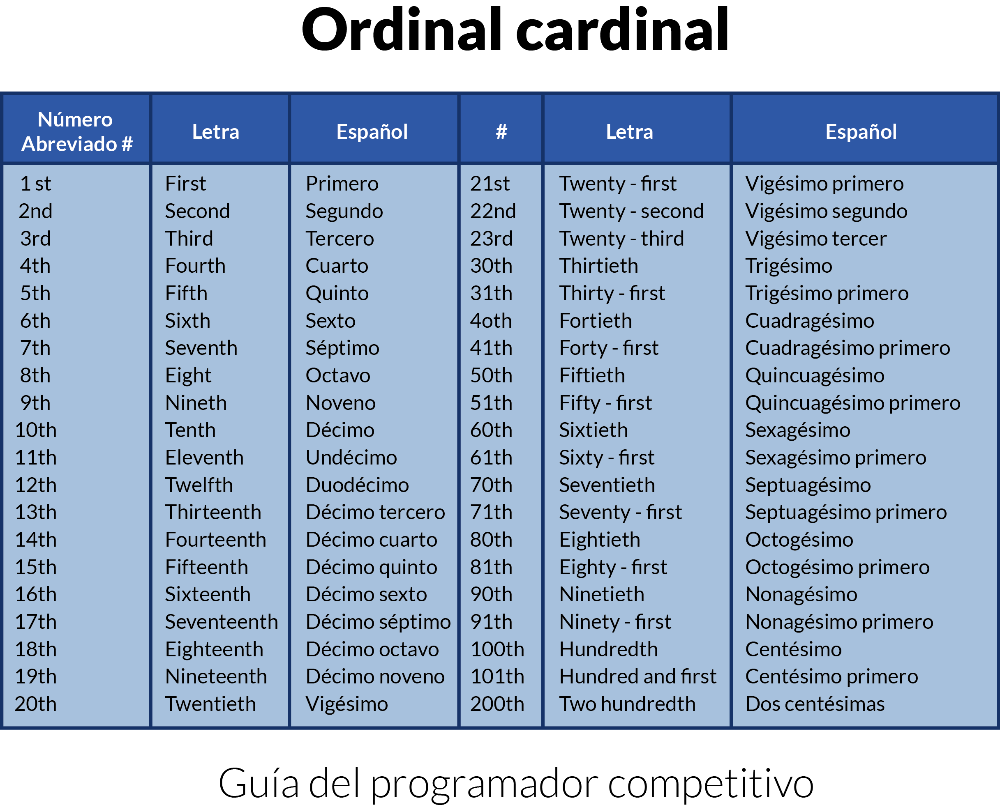 Ordinal cardinal
Número Abreviado # Letra Español # Letra Español
1 st First Primero 21st Twenty - first Vigésimo primero
2nd Second Segundo 22nd Twenty - second Vigésimo segundo
3rd Third Tercero 23rd Twenty - third Vigésimo tercer
4th Fourth Cuarto 30th Thirtieth Trigésimo
5th Fifth Quinto 31th Thirty - first Trigésimo primero
6th Sixth Sexto 4oth Fortieth Cuadragésimo
7th Seventh Séptimo 41th Forty - first Cuadragésimo primero
8th Eight Octavo 50th Fiftieth Quincuagésimo
9th Nineth Noveno 51th Fifty - first Quincuagésimo primero
10th Tenth Décimo 60th Sixtieth Sexagésimo
11th Eleventh Undécimo 61th Sixty - first Sexagésimo primero
12th Twelfth Duodécimo 70th Seventieth Septuagésimo
13th Thirteenth Décimo tercero 71th Seventy - first Septuagésimo primero
14th Fourteenth Décimo cuarto 80th Eightieth Octogésimo
15th Fifteenth Décimo quinto 81th Eighty - first Octogésimo primero
16th Sixteenth Décimo sexto 90th Ninetieth Nonagésimo
17th Seventeenth Décimo séptimo 91th Ninety - first Nonagésimo primero
18th Eighteenth Décimo octavo 100th Hundredth Centésimo
19th Nineteenth Décimo noveno 101th Hundred and first Centésimo primero
20th Twentieth Vigésimo 200th Two hundredth Dos centésimas
Guía del programador competitivo